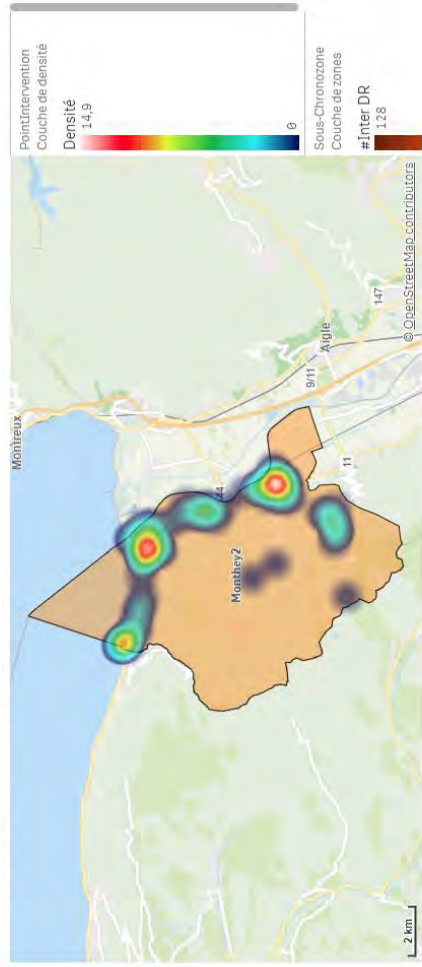 PointIntervention
Couche de densité
Densité
14,9
0
Sous-Chronozone
Couche de zones
#Inter DR
128
Montreux
44
Monthey2
9/11
Aigle
11
147
2 km
© OpenStreetMap contributors